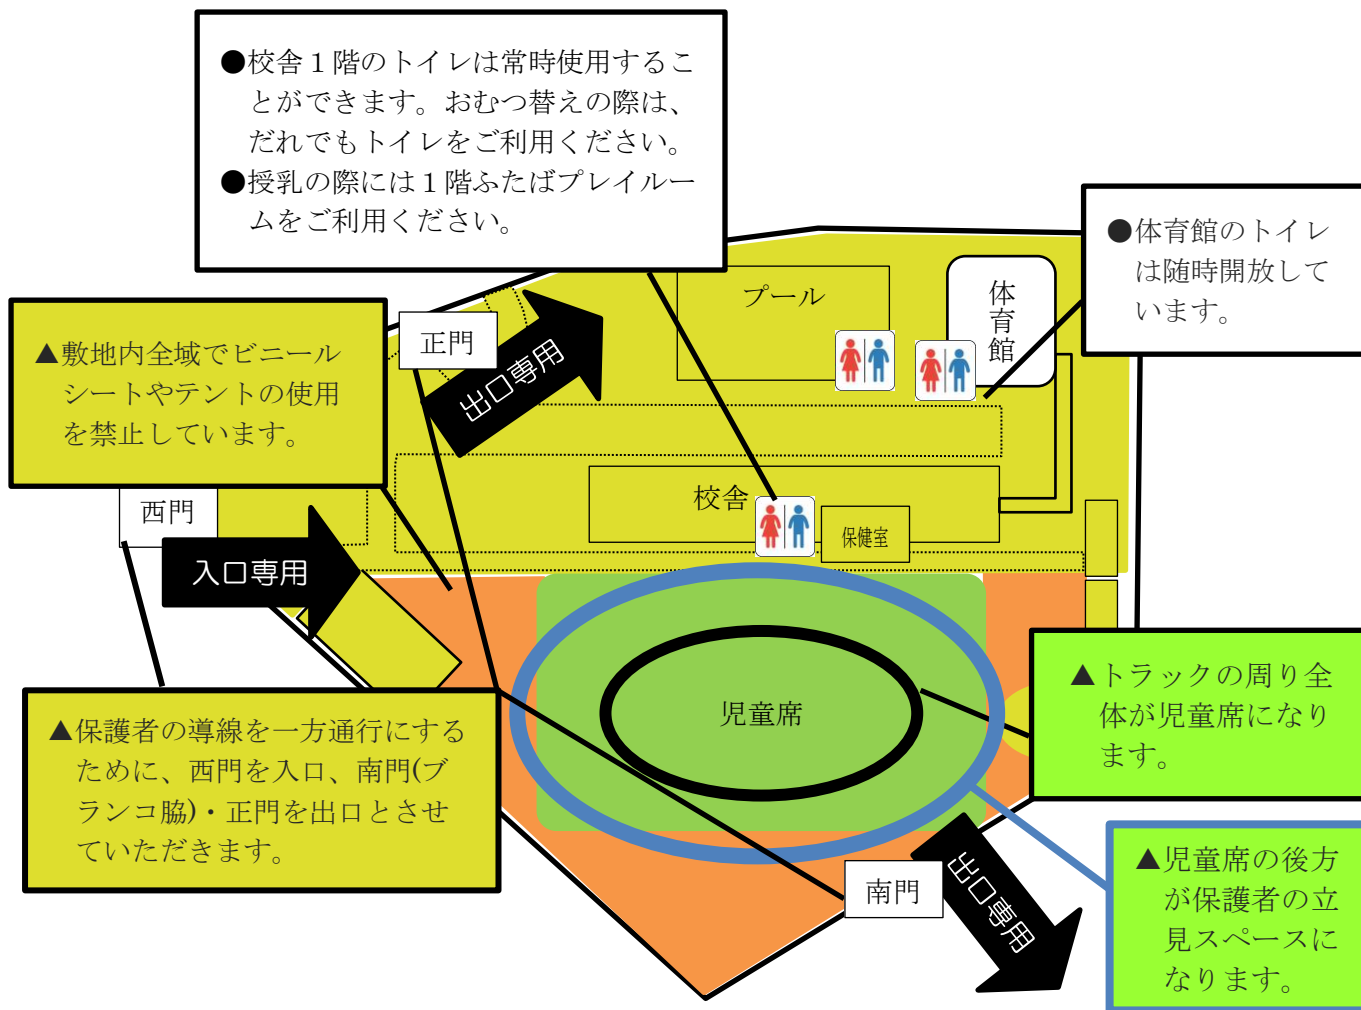 ●校舎１階のトイレは常時使用するこ
とができます。おむつ替えの際は、
だれでもトイレをご利用ください。
●授乳の際には１階ふたばプレイルー
ムをご利用ください。
●体育館のトイレ
は随時開放して
います。
プール
体育館
正門
出口専用
▲敷地内全域でビニール
シートやテントの使用
を禁止しています。
西門
入口専用
校舎
保健室
児童席
▲トラックの周り全
体が児童席になり
ます。
▲保護者の導線を一方通行にする
ために、西門を入口、南門(ブ
ランコ脇)・正門を出口とさせ
ていただきます。
南門
出口専用
▲児童席の後方
が保護者の立
見スペースに
なります。